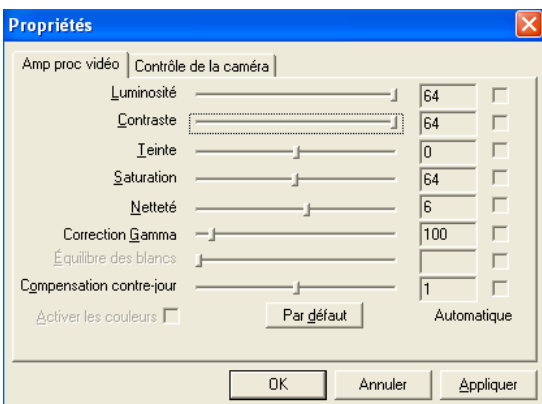 Propriétés
Amp proc vidéo Contrôle de la caméra
Luminosité 64
Contraste 64
Teinte 0
Saturation 64
Netteté 6
Correction Gamma 100
Équilibre des blancs
Compensation contre-jour 1
Activer les couleurs Par défaut Automatique
OK Annuler Appliquer